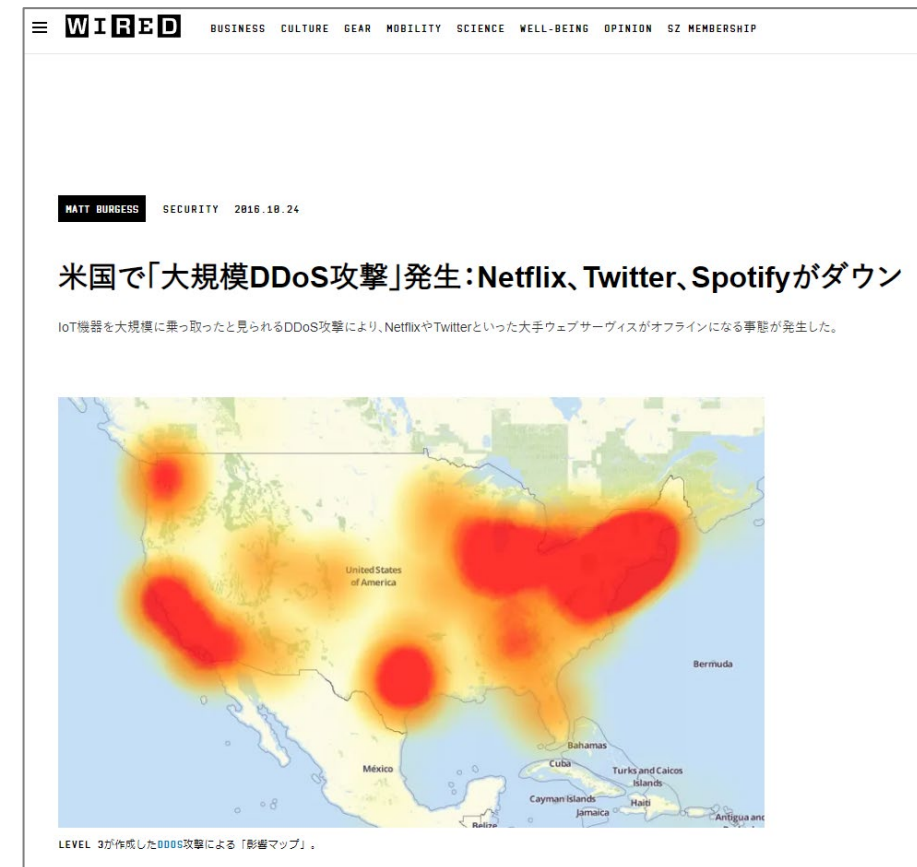 WIRED BUSINESS CULTURE GEAR MOBILITY SCIENCE WELL-BEING OPINION SZ MEMBERSHIP
MATT BURGESS SECURITY 2016.10.24
米国で「大規模DDoS攻撃」発生:Netflix、Twitter、Spotifyがダウン
IoT機器を大規模に乗っ取ったと見られるDDoS攻撃により、NetflixやTwitterといった大手ウェブサーヴィスがオフラインになる事態が発生した。
United States
of America
Bermuda
Bahamas
México
Cuba
Turks and Caicos
Islands
Cayman Islands
Haiti
Jamaica
Antigua and
Belize
LEVEL 3が作成したDDOS攻撃による「影響マップ」。